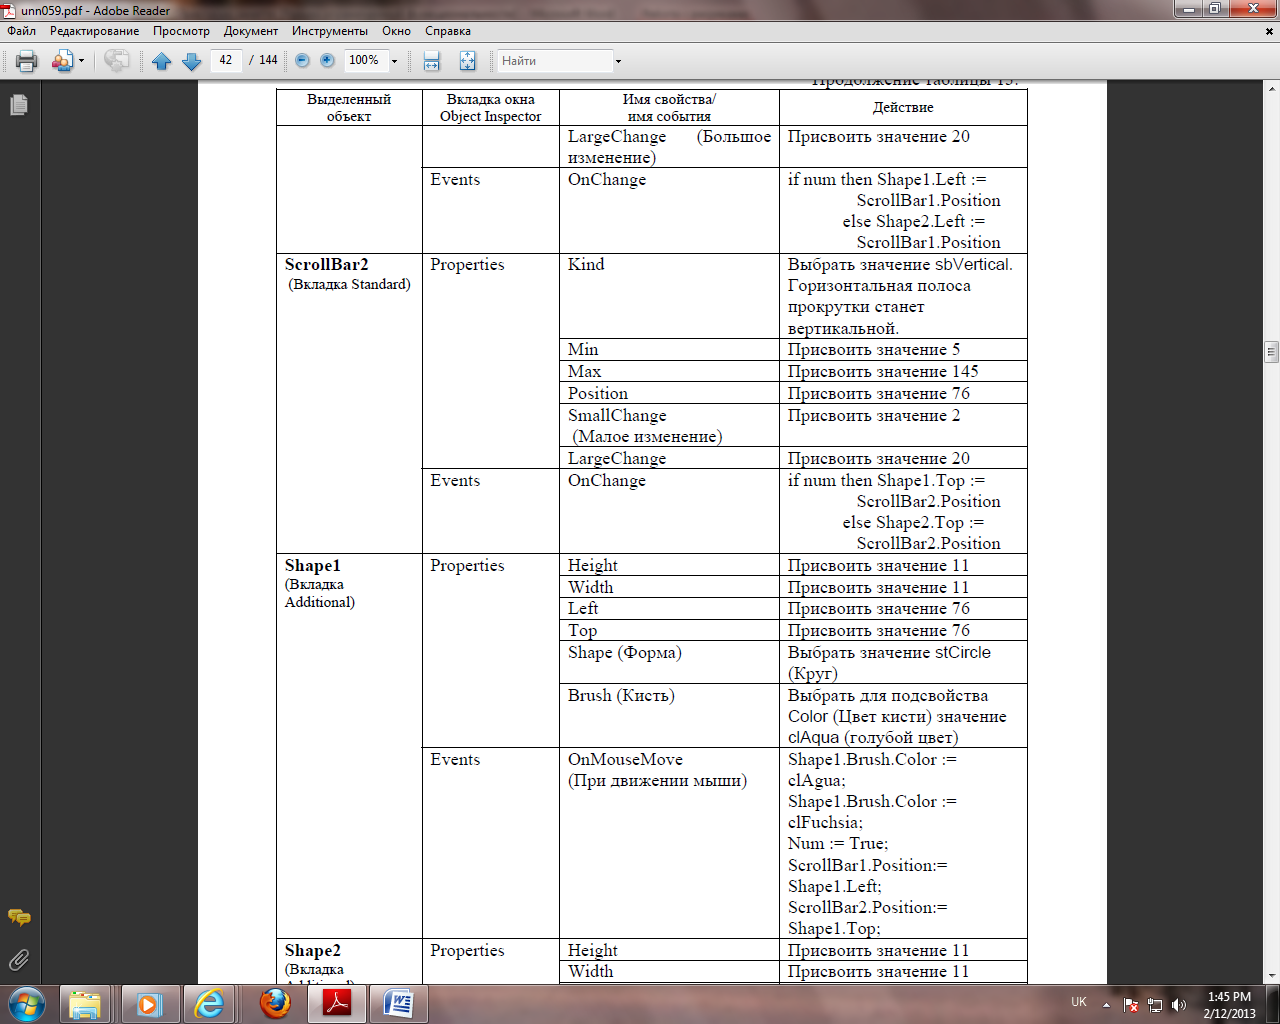 unn059.pdf - Adobe Reader
Файл Редактирование Просмотр Документ Инструменты Окно Справка
42 / 144 100% Найти
Продолжение таблицы 13.
Выделенный объект
Вкладка окна Object Inspector
Имя свойства/ имя события
Действие
LargeChange (Большое изменение)
Присвоить значение 20
Events
OnChange
if num then Shape1.Left :=
ScrollBar1.Position
else Shape2.Left :=
ScrollBar1.Position
ScrollBar2
(Вкладка Standard)
Properties
Kind
Выбрать значение sbVertical.
Горизонтальная полоса
прокрутки станет
вертикальной.
Min
Присвоить значение 5
Max
Присвоить значение 145
Position
Присвоить значение 76
SmallChange
(Малое изменение)
Присвоить значение 2
LargeChange
Присвоить значение 20
Events
OnChange
if num then Shape1.Top :=
ScrollBar2.Position
else Shape2.Top :=
ScrollBar2.Position
Shape1
(Вкладка
Additional)
Properties
Height
Присвоить значение 11
Width
Присвоить значение 11
Left
Присвоить значение 76
Top
Присвоить значение 76
Shape (Форма)
Выбрать значение stCircle
(Круг)
Brush (Кисть)
Выбрать для подсвойства
Color (Цвет кисти) значение
clAqua (голубой цвет)
Events
OnMouseMove
(При движении мыши)
Shape1.Brush.Color :=
clAgua;
Shape1.Brush.Color :=
clFuchsia;
Num := True;
ScrollBar1.Position:=
Shape1.Left;
ScrollBar2.Position:=
Shape1.Top;
Shape2
(Вкладка
Additional)
Properties
Height
Присвоить значение 11
Width
Присвоить значение 11
UK
1:45 PM
2/12/2013